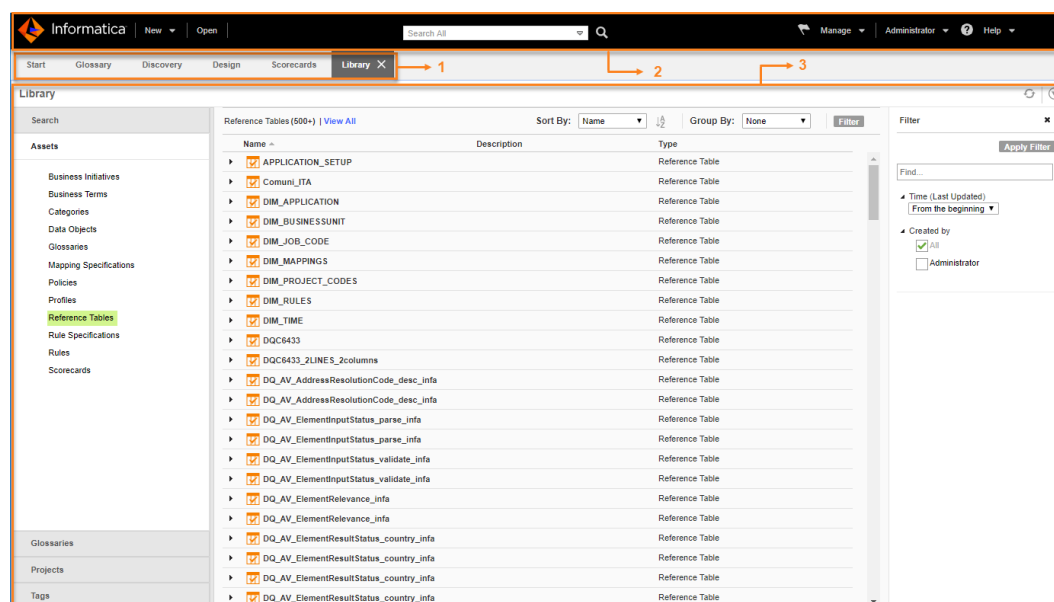 Informatica New Open Search All Manage Administrator Help
Start Glossary Discovery Design Scorecards Library 1 2 3
Library
Search
Assets
Business Initiatives
Business Terms
Categories
Data Objects
Glossaries
Mapping Specifications
Policies
Profiles
Reference Tables
Rule Specifications
Rules
Scorecards
Glossaries
Projects
Tags
Reference Tables (500+) | View All Sort By: Name Group By: None Filter
Name Description Type
APPLICATION_SETUP Reference Table
Comuni_ITA Reference Table
DIM_APPLICATION Reference Table
DIM_BUSINESSUNIT Reference Table
DIM_JOB_CODE Reference Table
DIM_MAPPINGS Reference Table
DIM_PROJECT_CODES Reference Table
DIM_RULES Reference Table
DIM_TIME Reference Table
DQC6433 Reference Table
DQC6433_2LINES_2columns Reference Table
DQ_AV_AddressResolutionCode_desc_infa Reference Table
DQ_AV_AddressResolutionCode_desc_infa Reference Table
DQ_AV_ElementInputStatus_parse_infa Reference Table
DQ_AV_ElementInputStatus_parse_infa Reference Table
DQ_AV_ElementInputStatus_validate_infa Reference Table
DQ_AV_ElementInputStatus_validate_infa Reference Table
DQ_AV_ElementRelevance_infa Reference Table
DQ_AV_ElementRelevance_infa Reference Table
DQ_AV_ElementResultStatus_country_infa Reference Table
DQ_AV_ElementResultStatus_country_infa Reference Table
DQ_AV_ElementResultStatus_country_infa Reference Table
DQ_AV_ElementResultStatus_country_infa Reference Table
Filter
Apply Filter
Find...
Time (Last Updated)
From the beginning
Created by
All
Administrator